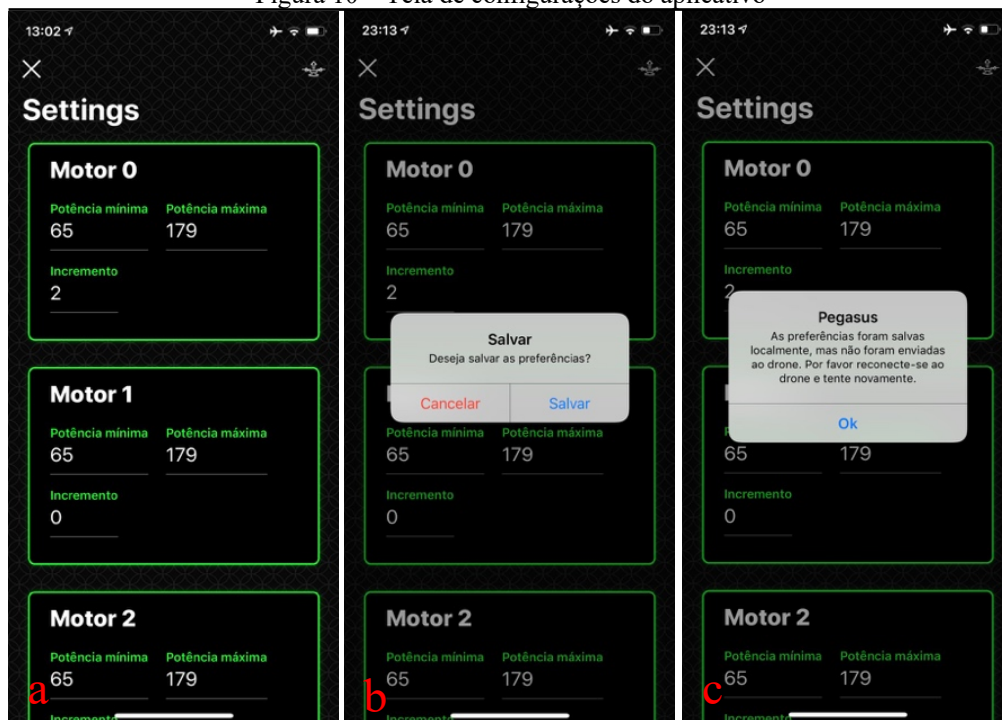 Figura 10 – Tela de configurações do aplicativo
13:02
Settings
Motor 0
Potência mínima Potência máxima
65 179
Incremento
2
Motor 1
Potência mínima Potência máxima
65 179
Incremento
0
Motor 2
Potência mínima Potência máxima
65 179
Incremento
a
23:13
Settings
Motor 0
Potência mínima Potência máxima
65 179
Incremento
2
Salvar
Deseja salvar as preferências?
Cancelar Salvar
Potência mínima Potência máxima
65 179
Incremento
0
Motor 2
Potência mínima Potência máxima
65 179
Incremento
b
23:13
Settings
Motor 0
Potência mínima Potência máxima
65 179
Incremento
2
Pegasus
As preferências foram salvas
localmente, mas não foram enviadas
ao drone. Por favor reconecte-se ao
drone e tente novamente.
Ok
65 179
Incremento
0
Motor 2
Potência mínima Potência máxima
65 179
Incremento
c